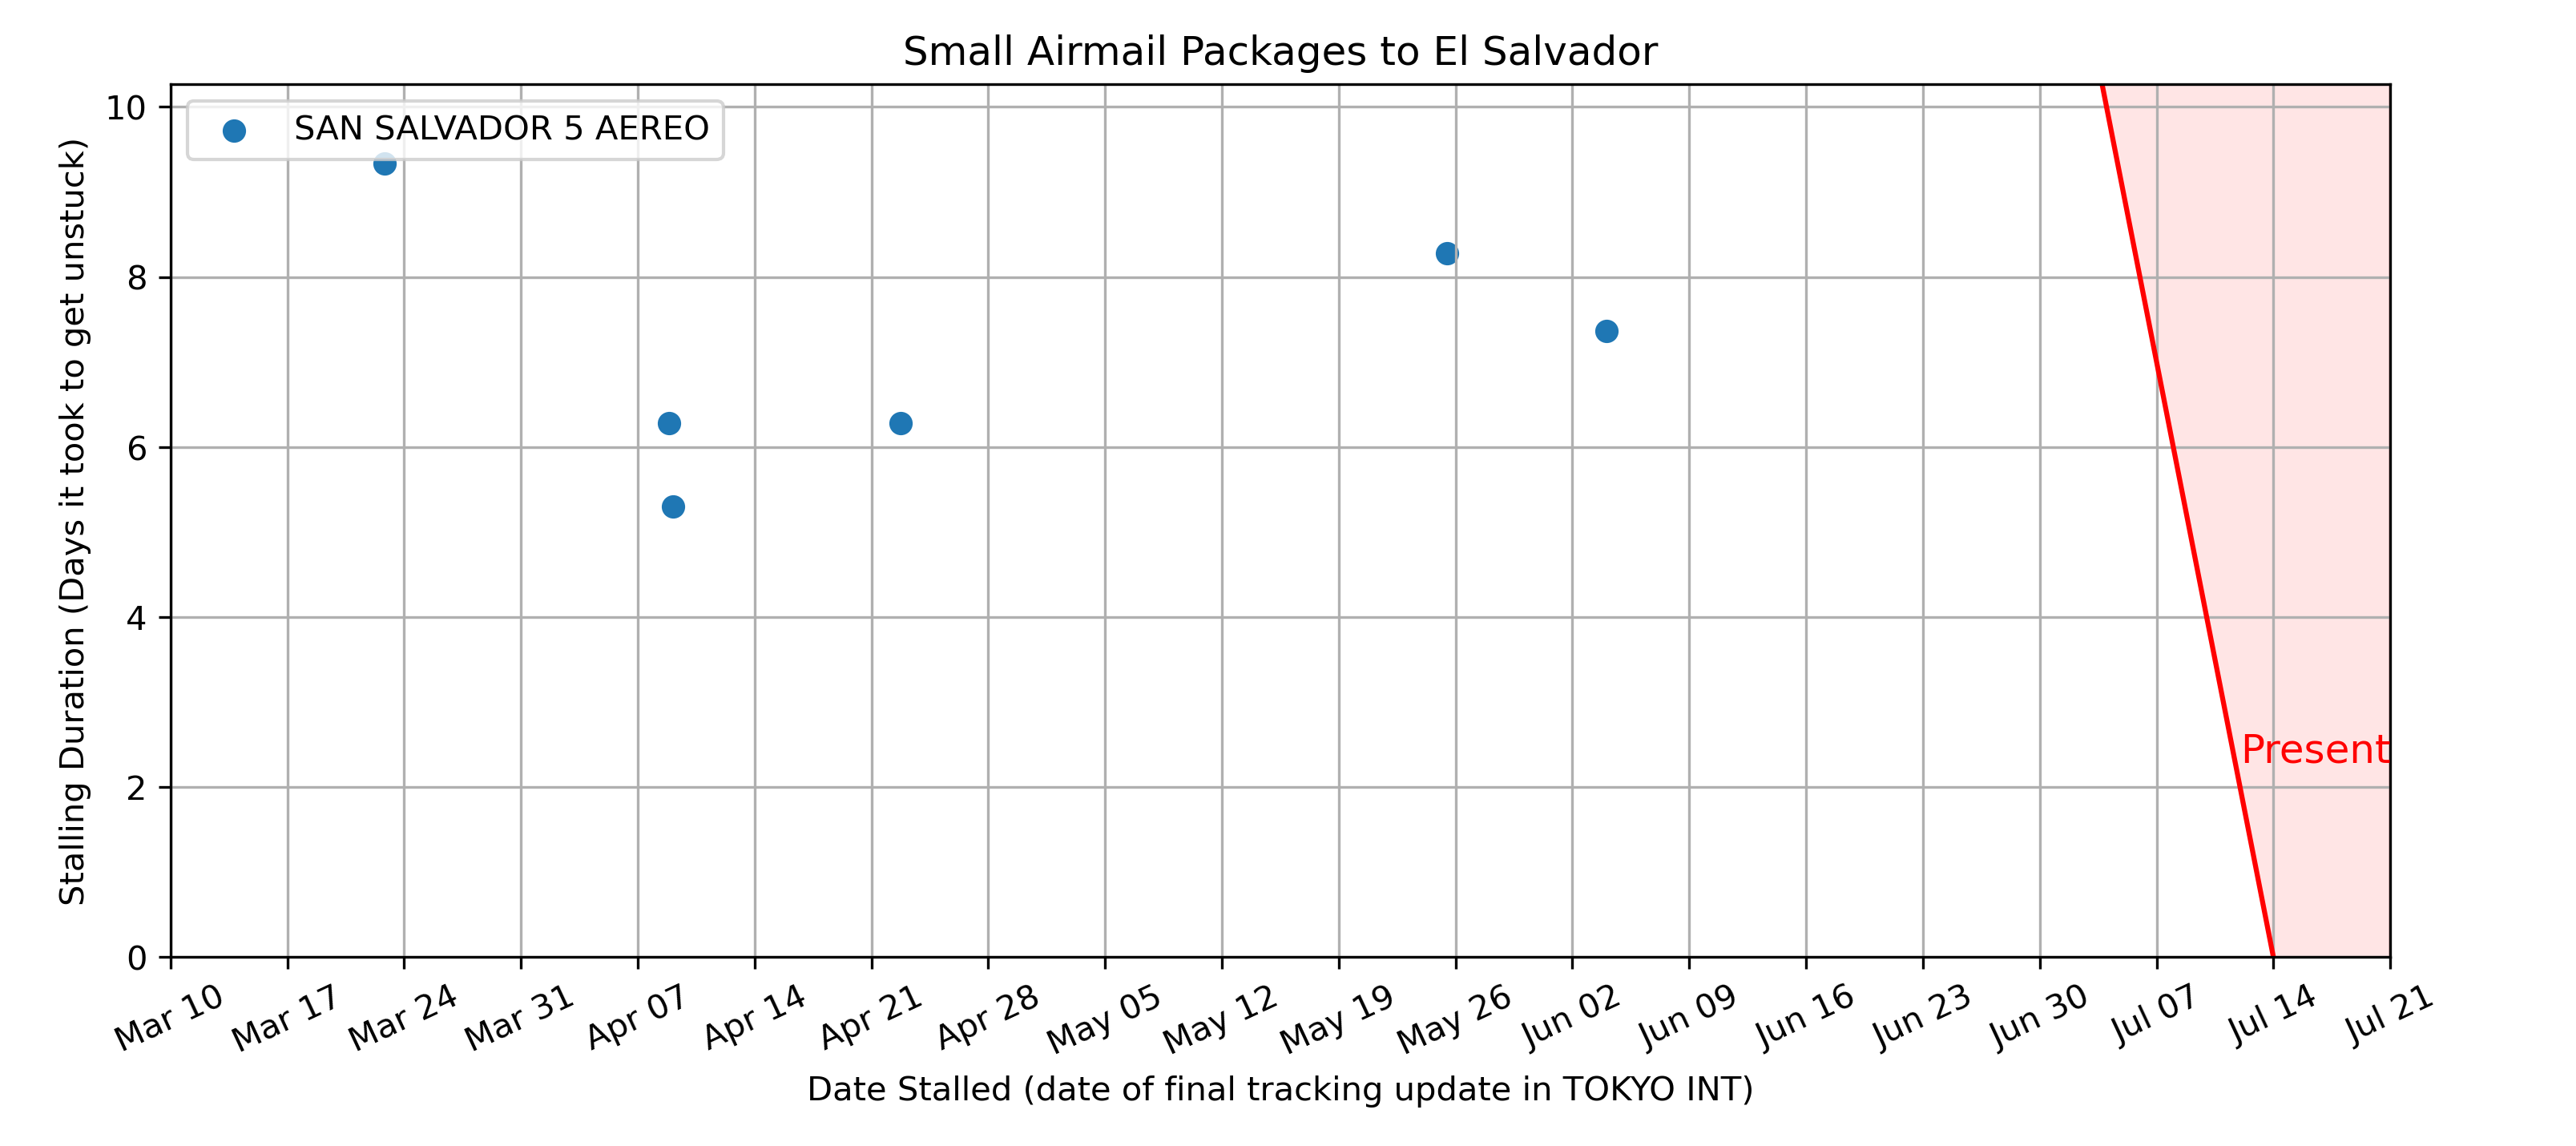 Small Airmail Packages to El Salvador
SAN SALVADOR 5 AEREO
Stalling Duration (Days it took to get unstuck)
10
8
6
4
2
0
Present
Mar 10
Mar 17
Mar 24
Mar 31
Apr 07
Apr 14
Apr 21
Apr 28
May 05
May 12
May 19
May 26
Jun 02
Jun 09
Jun 16
Jun 23
Jun 30
Jul 07
Jul 14
Jul 21
Date Stalled (date of final tracking update in TOKYO INT)